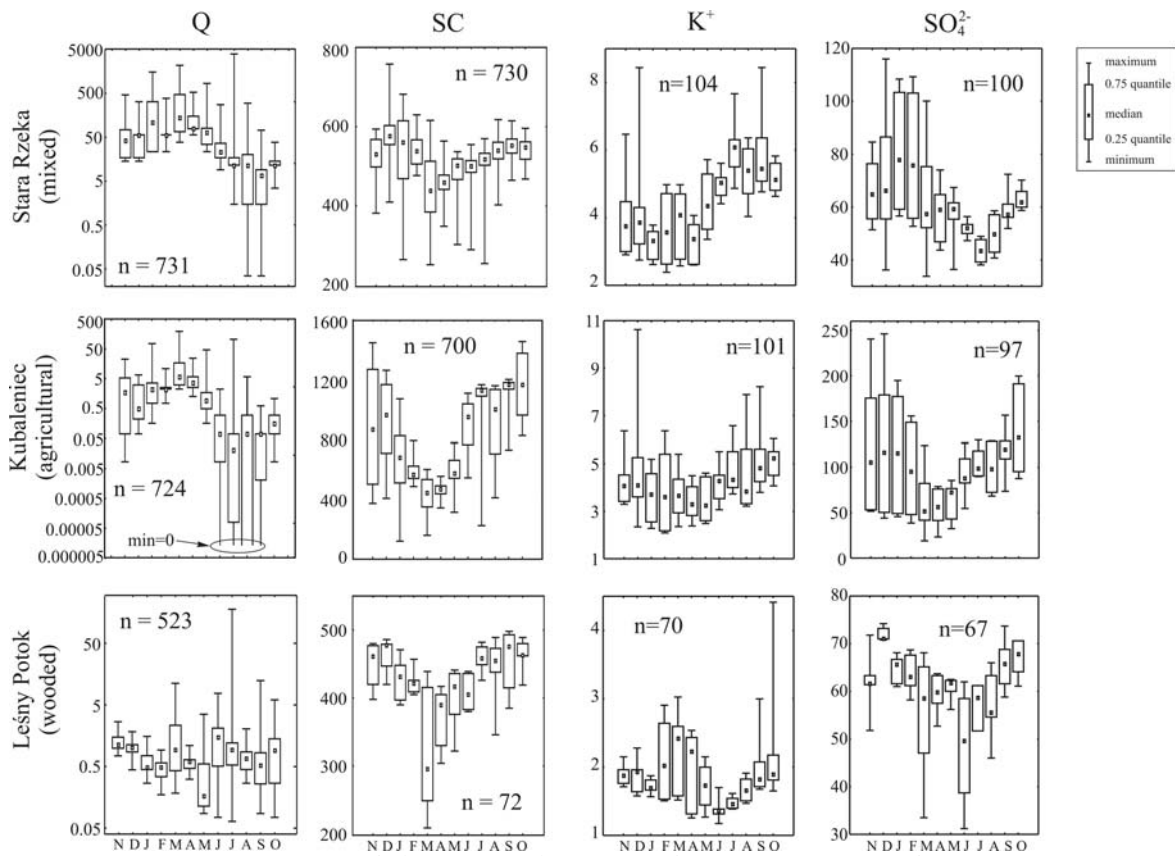 Q SC K⁺ SO₄²⁻
Stara Rzeka
(mixed)
5000
500
50
5
0.5
0.05
n = 731
800
600
400
200
n = 730
8
6
4
2
n=104
120
100
80
60
40
n=100
maximum
0.75 quantile
median
0.25 quantile
minimum
Kubaleniec
(agricultural)
500
50
5
0.5
0.05
0.005
0.0005
0.00005
0.000005
n = 724
min=0
1600
1200
800
400
0
n = 700
11
9
7
5
3
1
n=101
250
200
150
100
50
0
n=97
Leśny Potok
(wooded)
50
5
0.5
0.05
n = 523
500
400
300
200
n = 72
4
3
2
1
n=70
80
70
60
50
40
30
n=67
N D J F M A M J J A S O
N D J F M A M J J A S O
N D J F M A M J J A S O
N D J F M A M J J A S O